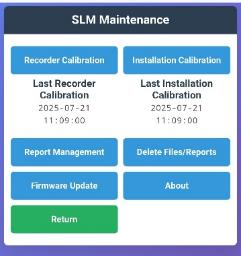 SLM Maintenance
Recorder Calibration
Installation Calibration
Last Recorder
Calibration
2025-07-21
11:09:00
Last Installation
Calibration
2025-07-21
11:09:00
Report Management
Delete Files/Reports
Firmware Update
About
Return